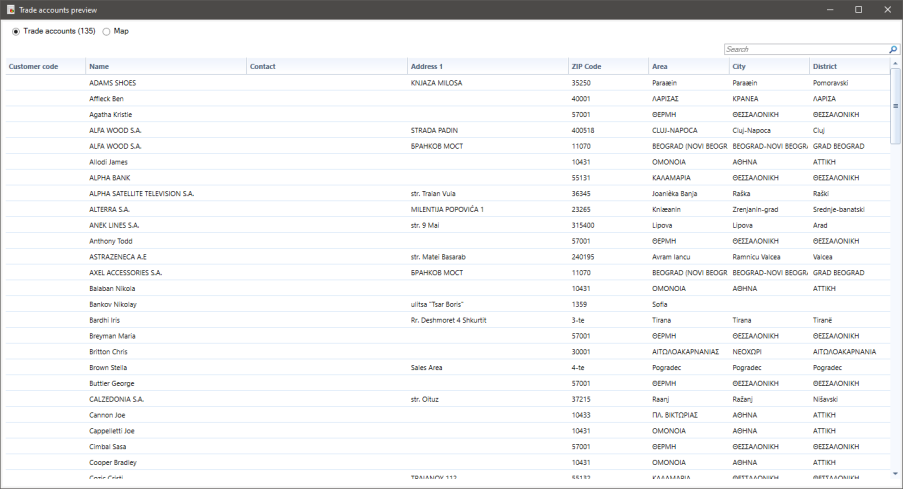 Trade accounts preview
Trade accounts (135) Map
Search
Customer code Name Contact Address 1 ZIP Code Area City District
ADAMS SHOES KNJAZA MILOSA 35250 Paraæin Paraæin Pomoravski
Affleck Ben 40001 ΛΑΡΙΣΑΣ ΚΡΑΝΕΑ ΛΑΡΙΣΑ
Agatha Kristie 57001 ΘΕΡΜΗ ΘΕΣΣΑΛΟΝΙΚΗ ΘΕΣΣΑΛΟΝΙΚΗ
ALFA WOOD S.A. STRADA PADIN 400518 CLUJ-NAPOCA Cluj-Napoca Cluj
ALFA WOOD S.A. БРАНКОВ МОСТ 11070 BEOGRAD (NOVI BEOGR BEOGRAD-NOVI BEOGRA GRAD BEOGRAD
Allodi James 10431 ΟΜΟΝΟΙΑ ΑΘΗΝΑ ΑΤΤΙΚΗ
ALPHA BANK 55131 ΚΑΛΑΜΑΡΙΑ ΘΕΣΣΑΛΟΝΙΚΗ ΘΕΣΣΑΛΟΝΙΚΗ
ALPHA SATELLITE TELEVISION S.A. str. Traian Vuia 36345 Joanièka Banja Raška Raški
ALTERRA S.A. MILENTIJA POPOVIĆA 1 23265 Kniæanin Zrenjanin-grad Srednje-banatski
ANEK LINES S.A. str. 9 Mai 315400 Lipova Lipova Arad
Anthony Todd 57001 ΘΕΡΜΗ ΘΕΣΣΑΛΟΝΙΚΗ ΘΕΣΣΑΛΟΝΙΚΗ
ASTRAZENECA A.E str. Matei Basarab 240195 Avram Iancu Ramnicu Valcea Valcea
AXEL ACCESSORIES S.A. БРАНКОВ МОСТ 11070 BEOGRAD (NOVI BEOGR BEOGRAD-NOVI BEOGRA GRAD BEOGRAD
Balaban Nikola 10431 ΟΜΟΝΟΙΑ ΑΘΗΝΑ ΑΤΤΙΚΗ
Bankov Nikolay ulitsa "Tsar Boris" 1359 Sofia
Bardhi Iris Rr. Deshmoret 4 Shkurtit 3-te Tirana Tirana Tiranë
Breyman Maria 57001 ΘΕΡΜΗ ΘΕΣΣΑΛΟΝΙΚΗ ΘΕΣΣΑΛΟΝΙΚΗ
Britton Chris 30001 ΑΙΤΩΛΟΑΚΑΡΝΑΝΙΑΣ ΝΕΟΧΩΡΙ ΑΙΤΩΛΟΑΚΑΡΝΑΝΙΑ
Brown Stella Sales Area 4-te Pogradec Pogradec Pogradec
Buttler George 57001 ΘΕΡΜΗ ΘΕΣΣΑΛΟΝΙΚΗ ΘΕΣΣΑΛΟΝΙΚΗ
CALZEDONIA S.A. str. Oituz 37215 Raanj Ražanj Nišavski
Cannon Joe 10433 ΠΛ. ΒΙΚΤΩΡΙΑΣ ΑΘΗΝΑ ΑΤΤΙΚΗ
Cappelletti Joe 10431 ΟΜΟΝΟΙΑ ΑΘΗΝΑ ΑΤΤΙΚΗ
Cimbal Sasa 57001 ΘΕΡΜΗ ΘΕΣΣΑΛΟΝΙΚΗ ΘΕΣΣΑΛΟΝΙΚΗ
Cooper Bradley 10431 ΟΜΟΝΟΙΑ ΑΘΗΝΑ ΑΤΤΙΚΗ
ΚΑΛΑΜΑΡΙΑ ΘΕΣΣΑΛΟΝΙΚΗ ΘΕΣΣΑΛΟΝΙΚΗ